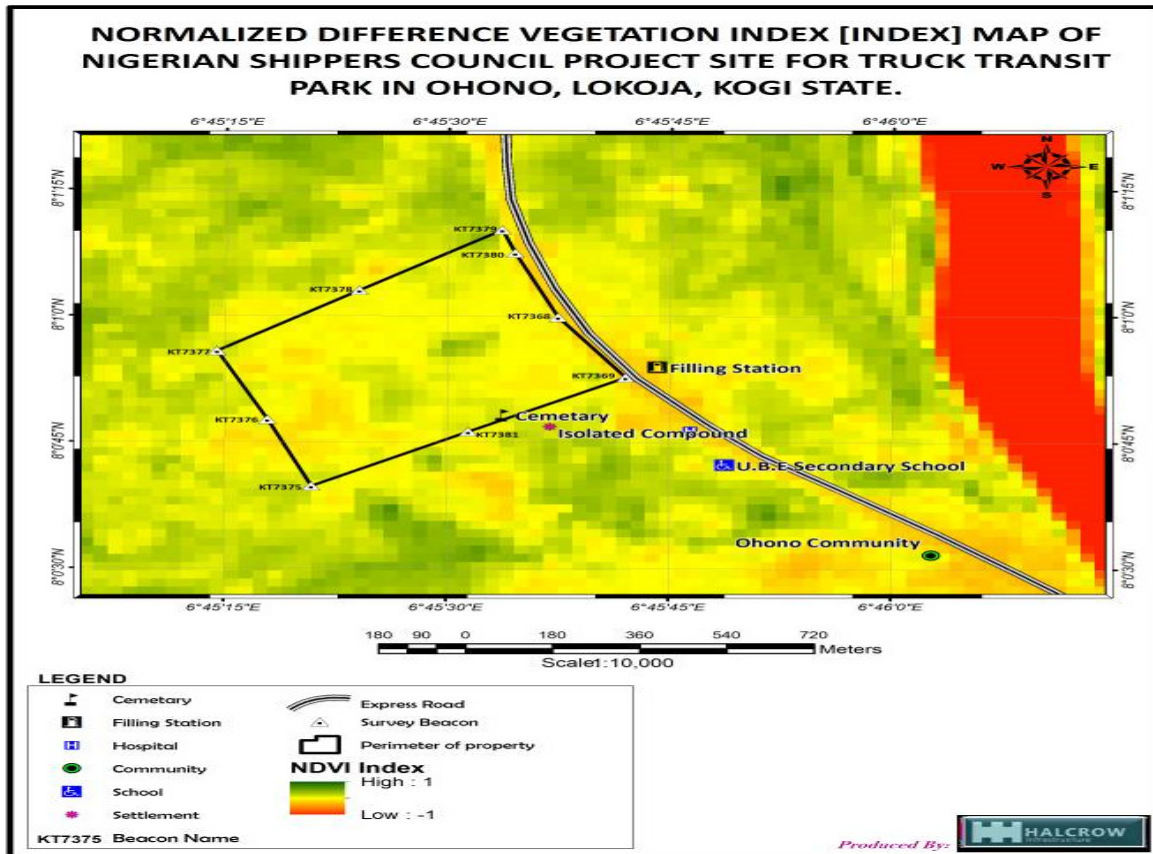 NORMALIZED DIFFERENCE VEGETATION INDEX [INDEX] MAP OF
NIGERIAN SHIPPERS COUNCIL PROJECT SITE FOR TRUCK TRANSIT
PARK IN OHONO, LOKOJA, KOGI STATE.
6°45'15"E 6°45'30"E 6°45'45"E 6°46'0"E
N
W E
S
8°1'15"N 8°1'15"N
KT7379
KT7380
KT7378
8°1'0"N KT7368 8°1'0"N
KT7377
Filling Station
KT7369
Cemetary
KT7376
KT7381 Isolated Compound
8°0'45"N 8°0'45"N
U.B.E Secondary School
KT7375
Ohono Community
8°0'30"N 8°0'30"N
6°45'15"E 6°45'30"E 6°45'45"E 6°46'0"E
180 90 0 180 360 540 720
Meters
Scale1:10,000
LEGEND
Cemetary
Filling Station
Hospital
Community
School
Settlement
KT7375 Beacon Name
Express Road
Survey Beacon
Perimeter of property
NDVI Index
High : 1
Low : -1
Produced By:
HALCROW
Infrastructure